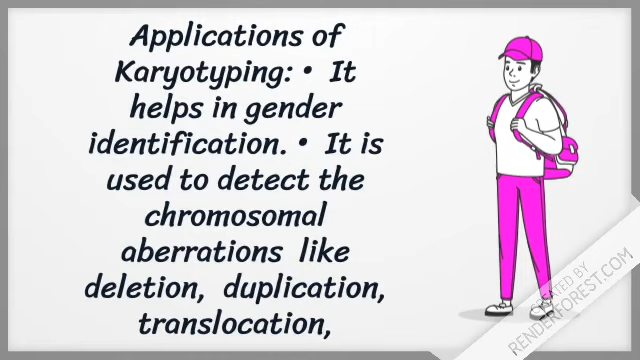 Applications of
Karyotyping: • It
helps in gender
identification. • It is
used to detect the
chromosomal
aberrations like
deletion, duplication,
translocation,
CREATED BY
RENDERFOREST.COM